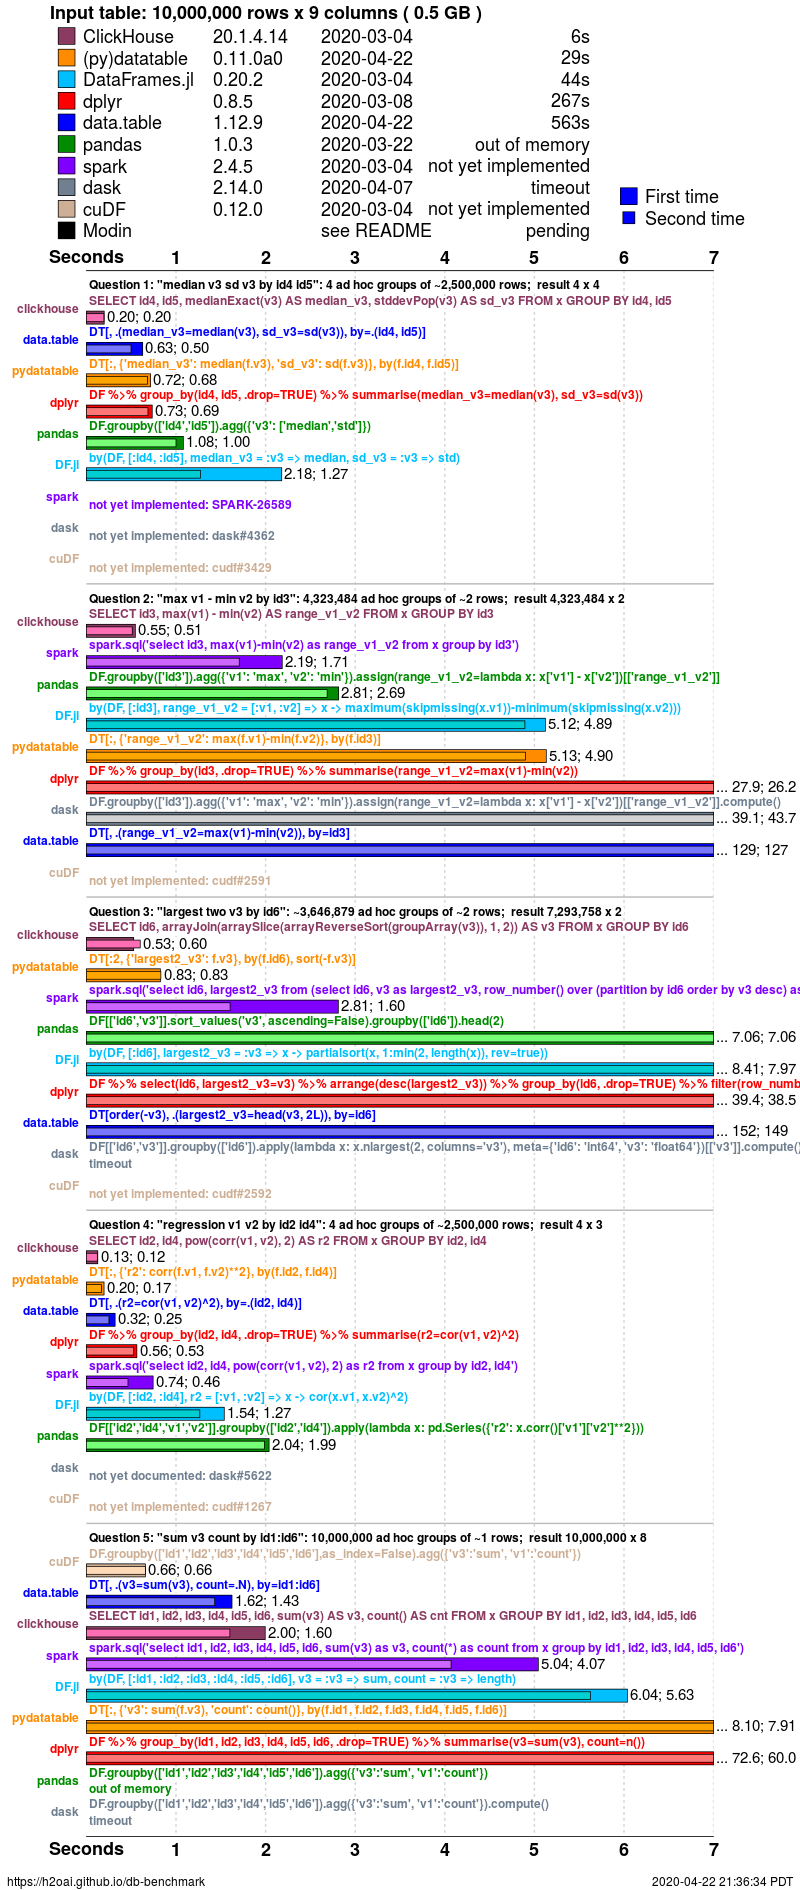 Input table: 10,000,000 rows x 9 columns ( 0.5 GB )
ClickHouse 20.1.4.14 2020-03-04 6s
(py)datatable 0.11.0a0 2020-04-22 29s
DataFrames.jl 0.20.2 2020-03-04 44s
dplyr 0.8.5 2020-03-08 267s
data.table 1.12.9 2020-04-22 563s
pandas 1.0.3 2020-03-22 out of memory
spark 2.4.5 2020-03-04 not yet implemented
dask 2.14.0 2020-04-07 timeout
cuDF 0.12.0 2020-03-04 not yet implemented
Modin see README pending
First time
Second time
Seconds 1 2 3 4 5 6 7
Question 1: "median v3 sd v3 by id4 id5": 4 ad hoc groups of ~2,500,000 rows; result 4 x 4
SELECT id4, id5, medianExact(v3) AS median_v3, stddevPop(v3) AS sd_v3 FROM x GROUP BY id4, id5
clickhouse 0.20; 0.20
DT[, .(median_v3=median(v3), sd_v3=sd(v3)), by=.(id4, id5)]
data.table 0.63; 0.50
DT[:, {'median_v3': median(f.v3), 'sd_v3': sd(f.v3)}, by(f.id4, f.id5)]
pydatatable 0.72; 0.68
DF %>% group_by(id4, id5, .drop=TRUE) %>% summarise(median_v3=median(v3), sd_v3=sd(v3))
dplyr 0.73; 0.69
DF.groupby(['id4','id5']).agg({'v3': ['median','std']})
pandas 1.08; 1.00
by(DF, [:id4, :id5], median_v3 = :v3 => median, sd_v3 = :v3 => std)
DF.jl 2.18; 1.27
spark not yet implemented: SPARK-26589
dask not yet implemented: dask#4362
cuDF not yet implemented: cudf#3429
Question 2: "max v1 - min v2 by id3": 4,323,484 ad hoc groups of ~2 rows; result 4,323,484 x 2
SELECT id3, max(v1) - min(v2) AS range_v1_v2 FROM x GROUP BY id3
clickhouse 0.55; 0.51
spark.sql('select id3, max(v1)-min(v2) as range_v1_v2 from x group by id3')
spark 2.19; 1.71
DF.groupby(['id3']).agg({'v1': 'max', 'v2': 'min'}).assign(range_v1_v2=lambda x: x['v1'] - x['v2'])[['range_v1_v2']]
pandas 2.81; 2.69
by(DF, [:id3], range_v1_v2 = [:v1, :v2] => x -> maximum(skipmissing(x.v1))-minimum(skipmissing(x.v2)))
DF.jl 5.12; 4.89
DT[:, {'range_v1_v2': max(f.v1)-min(f.v2)}, by(f.id3)]
pydatatable 5.13; 4.90
DF %>% group_by(id3, .drop=TRUE) %>% summarise(range_v1_v2=max(v1)-min(v2))
dplyr ... 27.9; 26.2
DF.groupby(['id3']).agg({'v1': 'max', 'v2': 'min'}).assign(range_v1_v2=lambda x: x['v1'] - x['v2'])[['range_v1_v2']].compute()
dask ... 39.1; 43.7
DT[, .(range_v1_v2=max(v1)-min(v2)), by=id3]
data.table ... 129; 127
cuDF not yet implemented: cudf#2591
Question 3: "largest two v3 by id6": ~3,646,879 ad hoc groups of ~2 rows; result 7,293,758 x 2
SELECT id6, arrayJoin(arraySlice(arrayReverseSort(groupArray(v3)), 1, 2)) AS v3 FROM x GROUP BY id6
clickhouse 0.53; 0.60
DT[:2, {'largest2_v3': f.v3}, by(f.id6), sort(-f.v3)]
pydatatable 0.83; 0.83
spark.sql('select id6, largest2_v3 from (select id6, v3 as largest2_v3, row_number() over (partition by id6 order by v3 desc) as
spark 2.81; 1.60
DF[['id6','v3']].sort_values('v3', ascending=False).groupby(['id6']).head(2)
pandas ... 7.06; 7.06
by(DF, [:id6], largest2_v3 = :v3 => x -> partialsort(x, 1:min(2, length(x)), rev=true))
DF.jl ... 8.41; 7.97
DF %>% select(id6, largest2_v3=v3) %>% arrange(desc(largest2_v3)) %>% group_by(id6, .drop=TRUE) %>% filter(row_numb
dplyr ... 39.4; 38.5
DT[order(-v3), .(largest2_v3=head(v3, 2L)), by=id6]
data.table ... 152; 149
DF[['id6','v3']].groupby(['id6']).apply(lambda x: x.nlargest(2, columns='v3'), meta={'id6': 'int64', 'v3': 'float64'})[['v3']].compute()
dask timeout
cuDF not yet implemented: cudf#2592
Question 4: "regression v1 v2 by id2 id4": 4 ad hoc groups of ~2,500,000 rows; result 4 x 3
SELECT id2, id4, pow(corr(v1, v2), 2) AS r2 FROM x GROUP BY id2, id4
clickhouse 0.13; 0.12
DT[:, {'r2': corr(f.v1, f.v2)**2}, by(f.id2, f.id4)]
pydatatable 0.20; 0.17
DT[, .(r2=cor(v1, v2)^2), by=.(id2, id4)]
data.table 0.32; 0.25
DF %>% group_by(id2, id4, .drop=TRUE) %>% summarise(r2=cor(v1, v2)^2)
dplyr 0.56; 0.53
spark.sql('select id2, id4, pow(corr(v1, v2), 2) as r2 from x group by id2, id4')
spark 0.74; 0.46
by(DF, [:id2, :id4], r2 = [:v1, :v2] => x -> cor(x.v1, x.v2)^2)
DF.jl 1.54; 1.27
DF[['id2','id4','v1','v2']].groupby(['id2','id4']).apply(lambda x: pd.Series({'r2': x.corr()['v1']['v2']**2}))
pandas 2.04; 1.99
dask not yet documented: dask#5622
cuDF not yet implemented: cudf#1267
Question 5: "sum v3 count by id1:id6": 10,000,000 ad hoc groups of ~1 rows; result 10,000,000 x 8
DF.groupby(['id1','id2','id3','id4','id5','id6'],as_index=False).agg({'v3':'sum', 'v1':'count'})
cuDF 0.66; 0.66
DT[, .(v3=sum(v3), count=.N), by=id1:id6]
data.table 1.62; 1.43
SELECT id1, id2, id3, id4, id5, id6, sum(v3) AS v3, count() AS cnt FROM x GROUP BY id1, id2, id3, id4, id5, id6
clickhouse 2.00; 1.60
spark.sql('select id1, id2, id3, id4, id5, id6, sum(v3) as v3, count(*) as count from x group by id1, id2, id3, id4, id5, id6')
spark 5.04; 4.07
by(DF, [:id1, :id2, :id3, :id4, :id5, :id6], v3 = :v3 => sum, count = :v3 => length)
DF.jl 6.04; 5.63
DT[:, {'v3': sum(f.v3), 'count': count()}, by(f.id1, f.id2, f.id3, f.id4, f.id5, f.id6)]
pydatatable ... 8.10; 7.91
DF %>% group_by(id1, id2, id3, id4, id5, id6, .drop=TRUE) %>% summarise(v3=sum(v3), count=n())
dplyr ... 72.6; 60.0
DF.groupby(['id1','id2','id3','id4','id5','id6']).agg({'v3':'sum', 'v1':'count'})
pandas out of memory
DF.groupby(['id1','id2','id3','id4','id5','id6']).agg({'v3':'sum', 'v1':'count'}).compute()
dask timeout
Seconds 1 2 3 4 5 6 7
https://h2oai.github.io/db-benchmark 2020-04-22 21:36:34 PDT